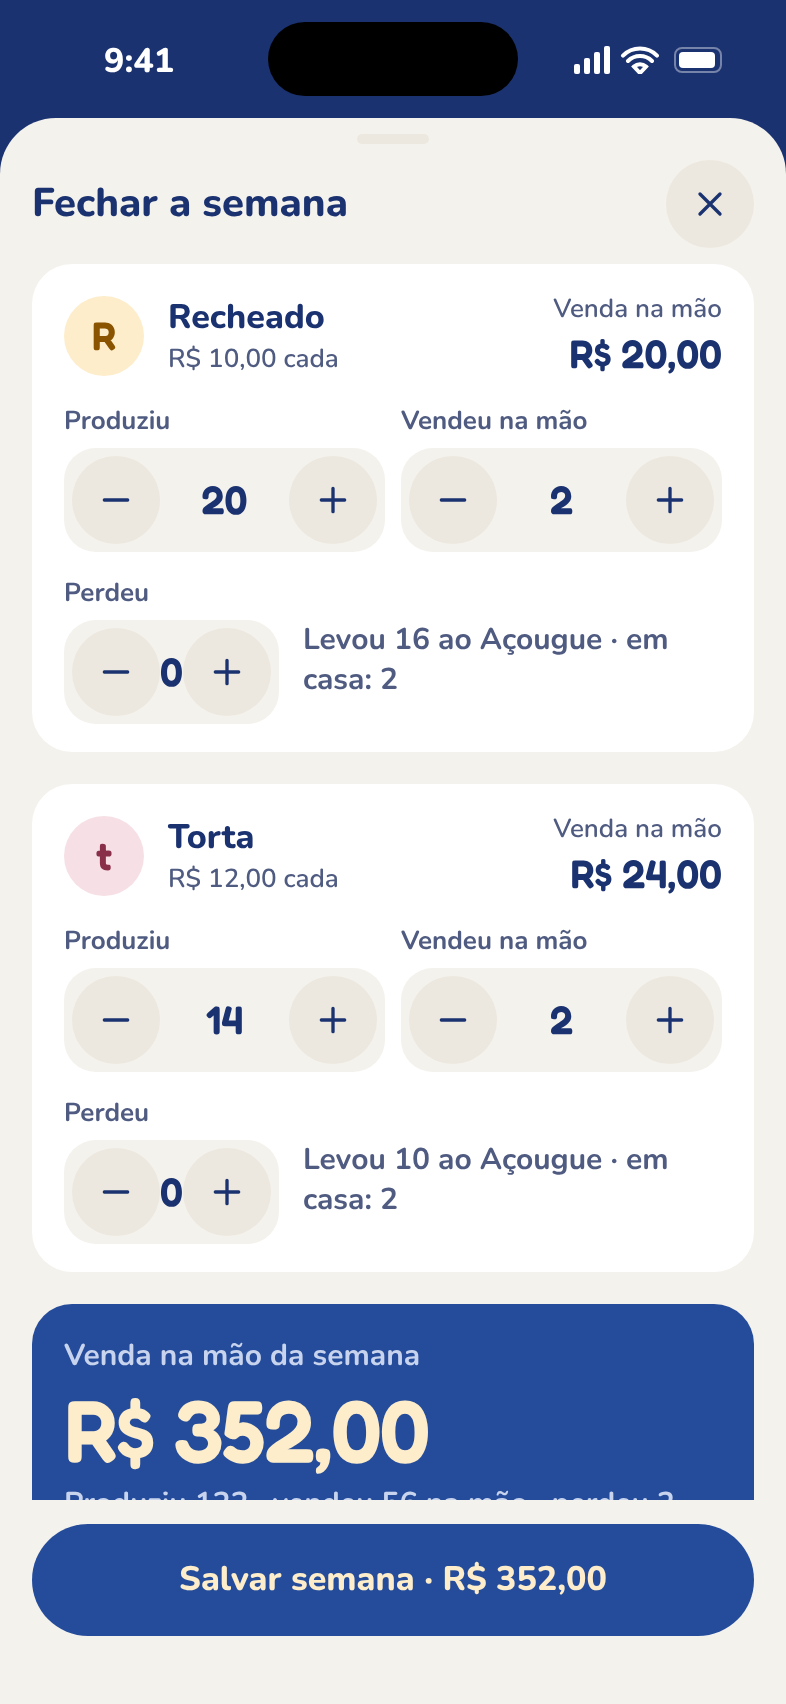 9:41
Fechar a semana
R
Recheado
R$ 10,00 cada
Venda na mão
R$ 20,00
Produziu
Vendeu na mão
20
2
Perdeu
0
Levou 16 ao Açougue · em
casa: 2
t
Torta
R$ 12,00 cada
Venda na mão
R$ 24,00
Produziu
Vendeu na mão
14
2
Perdeu
0
Levou 10 ao Açougue · em
casa: 2
Venda na mão da semana
R$ 352,00
Salvar semana · R$ 352,00